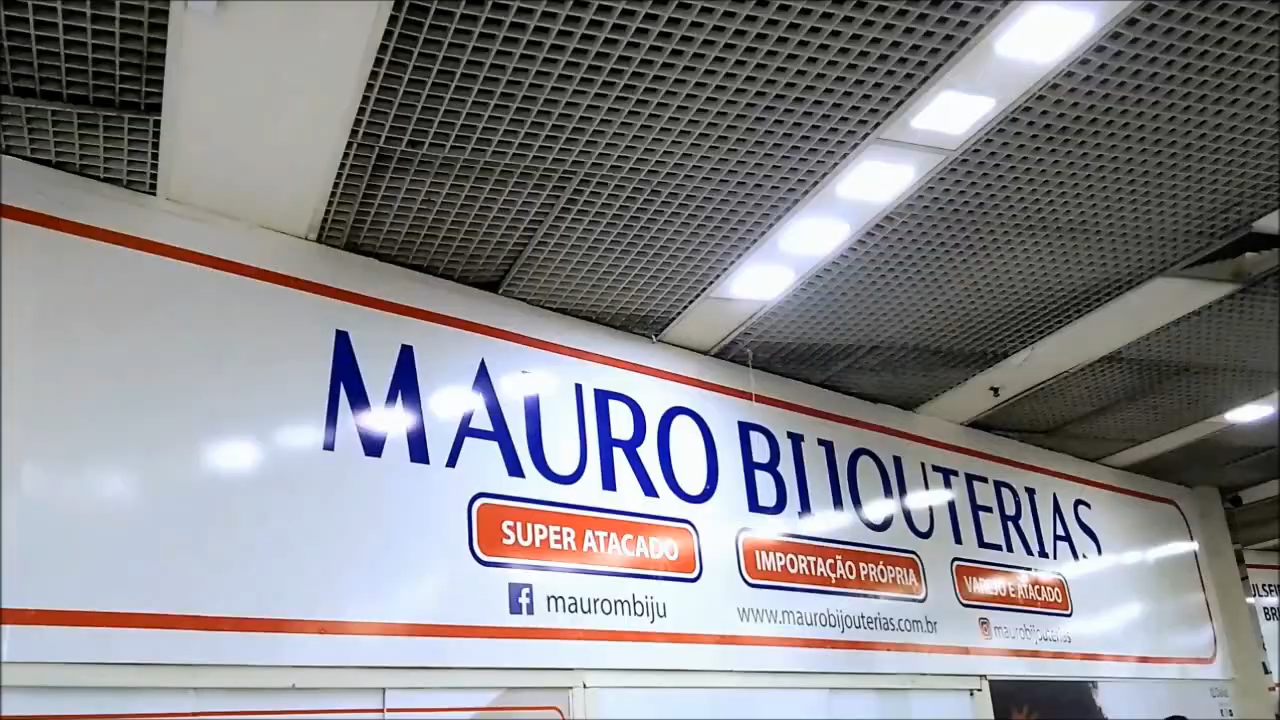 MAURO BIJOUTERIAS
SUPER ATACADO
IMPORTAÇÃO PRÓPRIA
VAREJO E ATACADO
maurombiju
www.maurobijouterias.com.br
maurobijouterias